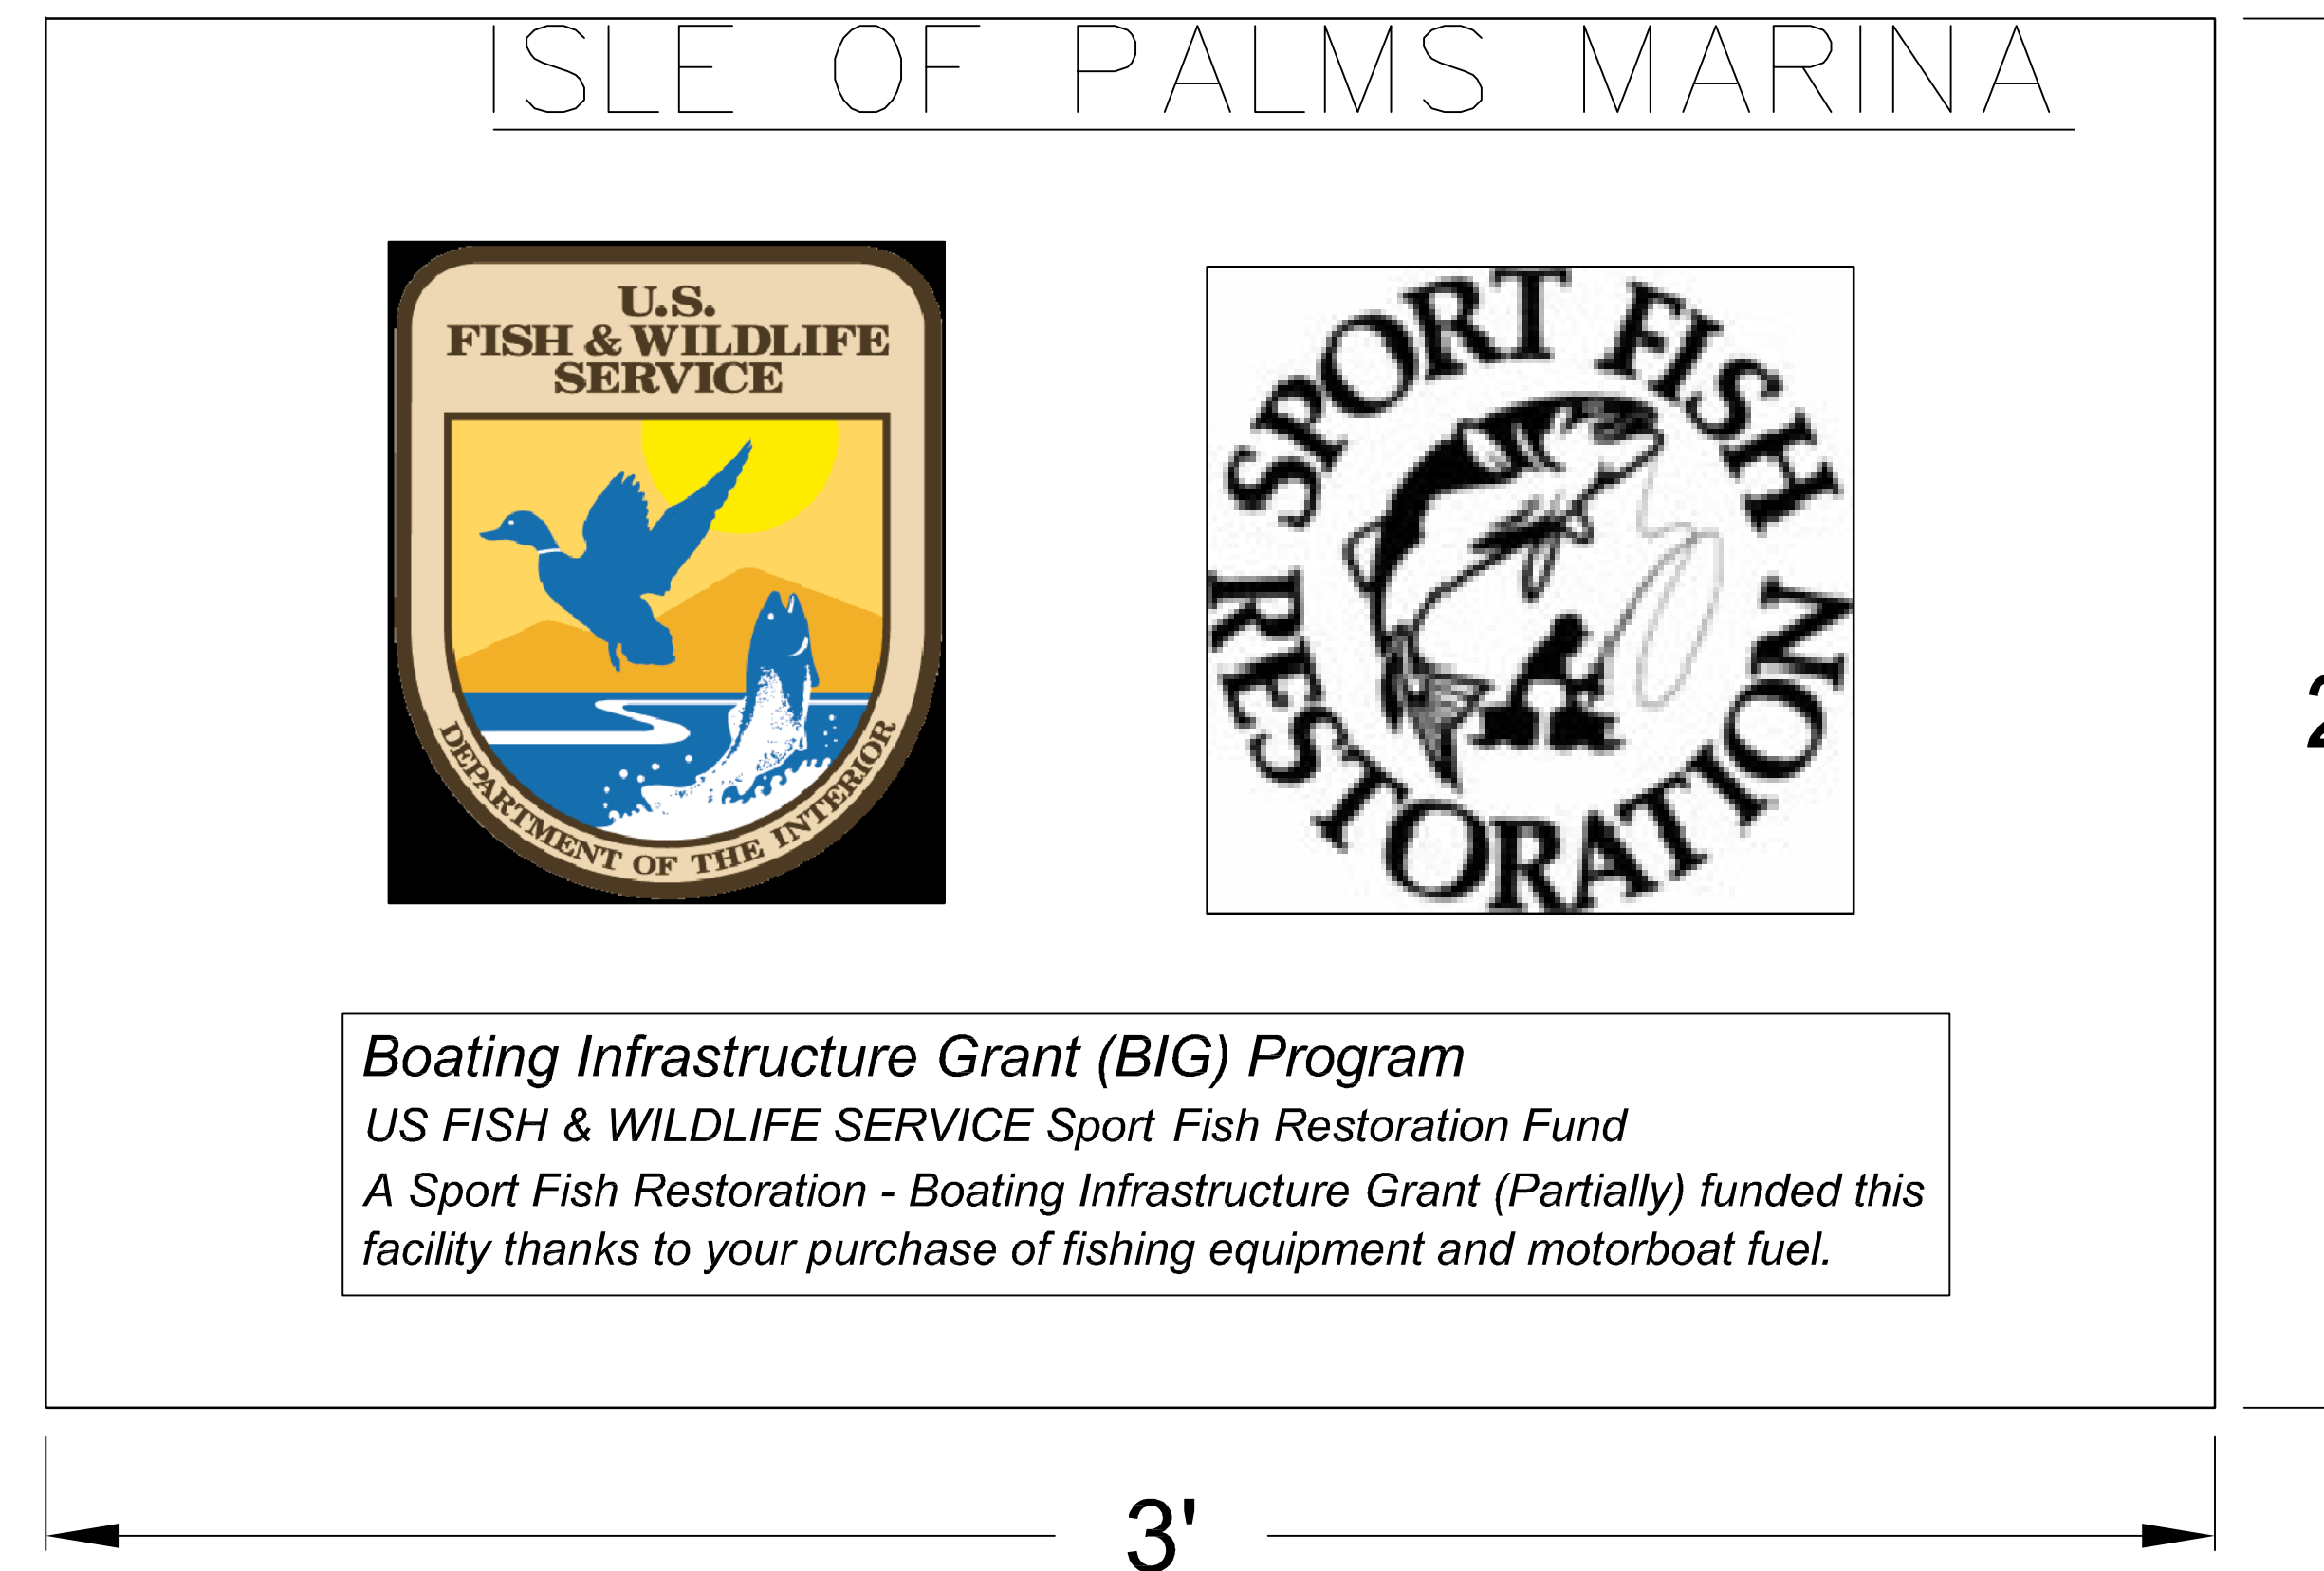 ISLE OF PALMS MARINA
U.S.
FISH & WILDLIFE
SERVICE
DEPARTMENT OF THE INTERIOR
SPORT FISH
RESTORATION
Boating Infrastructure Grant (BIG) Program
US FISH & WILDLIFE SERVICE Sport Fish Restoration Fund
A Sport Fish Restoration - Boating Infrastructure Grant (Partially) funded this
facility thanks to your purchase of fishing equipment and motorboat fuel.
3'